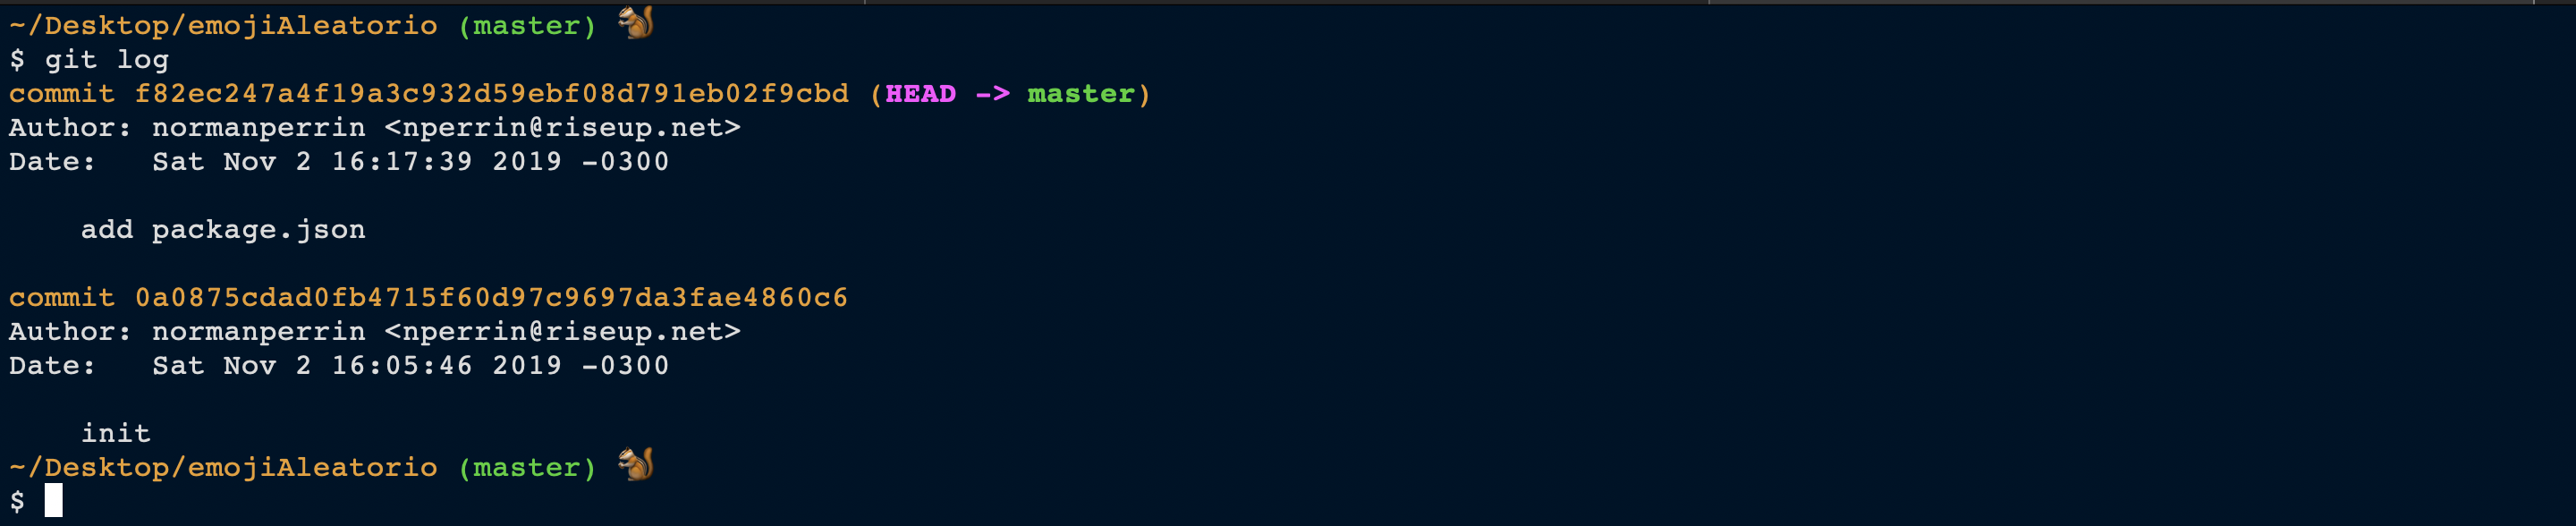 ~/Desktop/emojiAleatorio (master) 🐿️
$ git log
commit f82ec247a4f19a3c932d59ebf08d791eb02f9cbd (HEAD -> master)
Author: normanperrin <nperrin@riseup.net>
Date:   Sat Nov 2 16:17:39 2019 -0300
    add package.json
commit 0a0875cdad0fb4715f60d97c9697da3fae4860c6
Author: normanperrin <nperrin@riseup.net>
Date:   Sat Nov 2 16:05:46 2019 -0300
    init
~/Desktop/emojiAleatorio (master) 🐿️
$